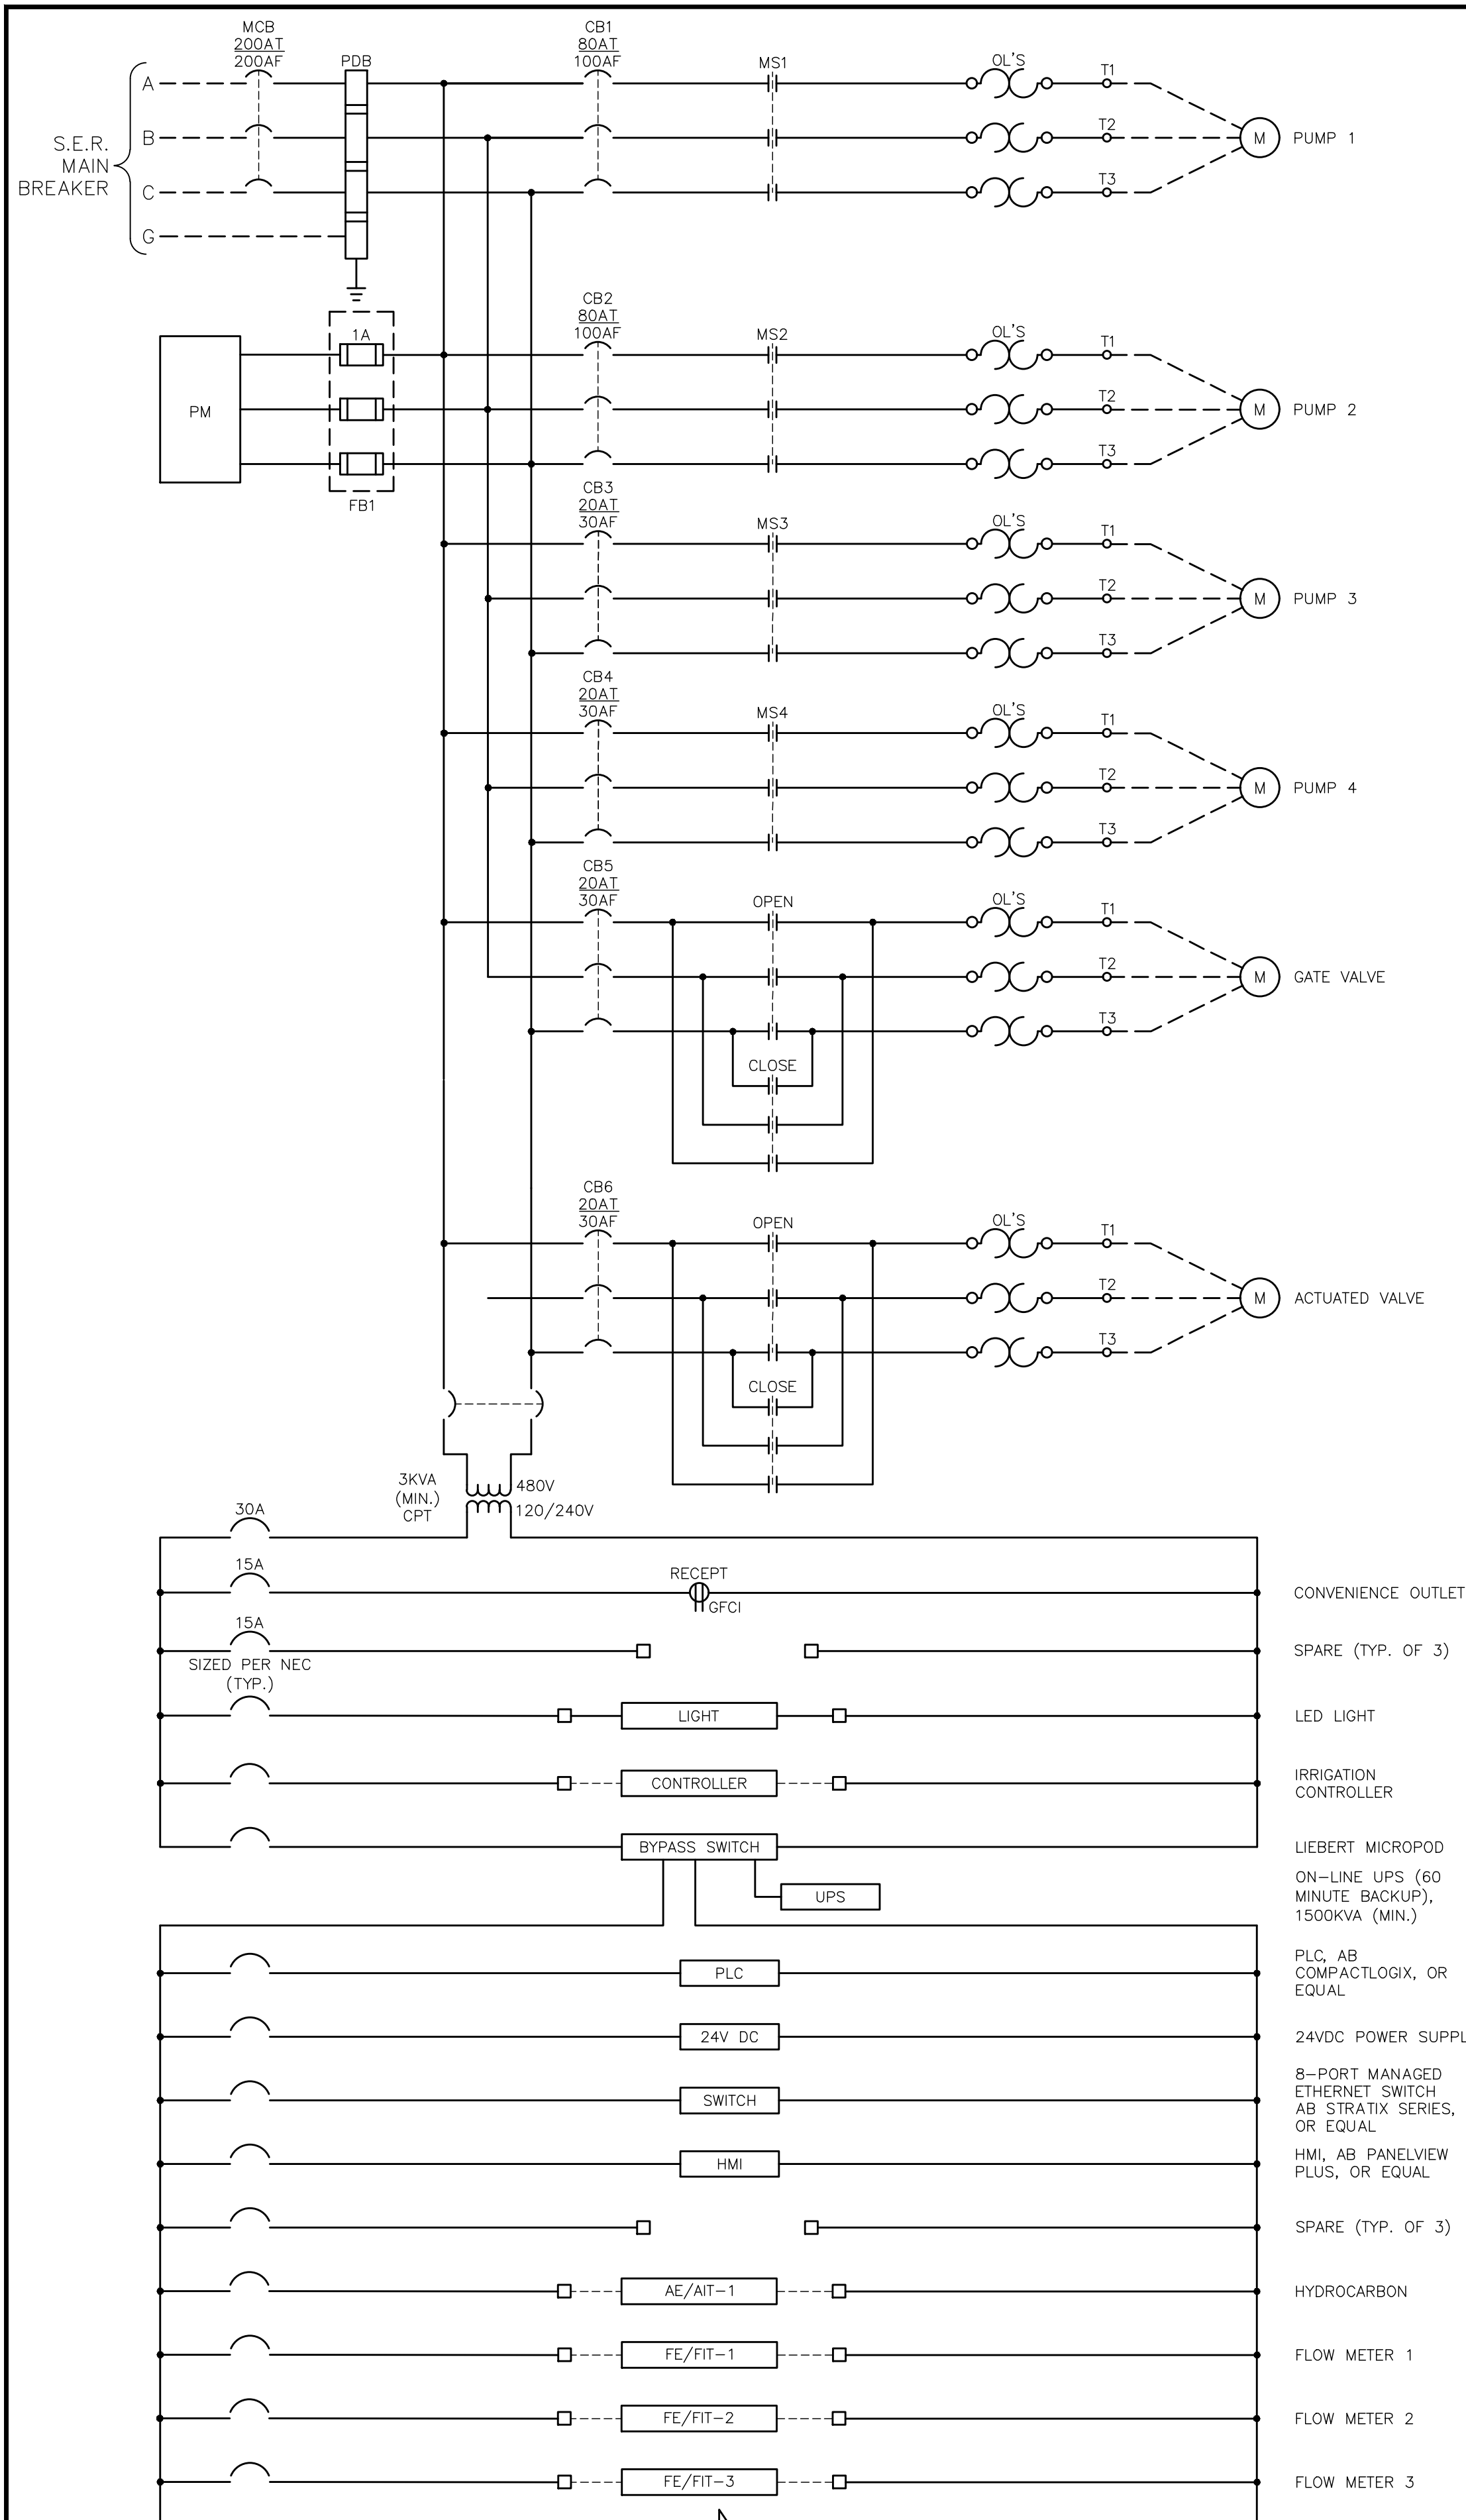 MCB
200AT
200AF
PDB
CB1
80AT
100AF
MS1
OL'S
T1
T2
T3
M
PUMP 1
A
B
C
G
S.E.R.
MAIN
BREAKER
PM
1A
FB1
CB2
80AT
100AF
MS2
OL'S
T1
T2
T3
M
PUMP 2
CB3
20AT
30AF
MS3
OL'S
T1
T2
T3
M
PUMP 3
CB4
20AT
30AF
MS4
OL'S
T1
T2
T3
M
PUMP 4
CB5
20AT
30AF
OPEN
CLOSE
OL'S
T1
T2
T3
M
GATE VALVE
CB6
20AT
30AF
OPEN
CLOSE
OL'S
T1
T2
T3
M
ACTUATED VALVE
3KVA
(MIN.)
CPT
480V
120/240V
30A
15A
RECEPT
GFCI
CONVENIENCE OUTLET
15A
SPARE (TYP. OF 3)
SIZED PER NEC
(TYP.)
LIGHT
LED LIGHT
CONTROLLER
IRRIGATION
CONTROLLER
BYPASS SWITCH
LIEBERT MICROPOD
UPS
ON-LINE UPS (60
MINUTE BACKUP),
1500KVA (MIN.)
PLC
PLC, AB
COMPACTLOGIX, OR
EQUAL
24V DC
24VDC POWER SUPPL
SWITCH
8-PORT MANAGED
ETHERNET SWITCH
AB STRATIX SERIES,
OR EQUAL
HMI
HMI, AB PANELVIEW
PLUS, OR EQUAL
SPARE (TYP. OF 3)
AE/AIT-1
HYDROCARBON
FE/FIT-1
FLOW METER 1
FE/FIT-2
FLOW METER 2
FE/FIT-3
FLOW METER 3